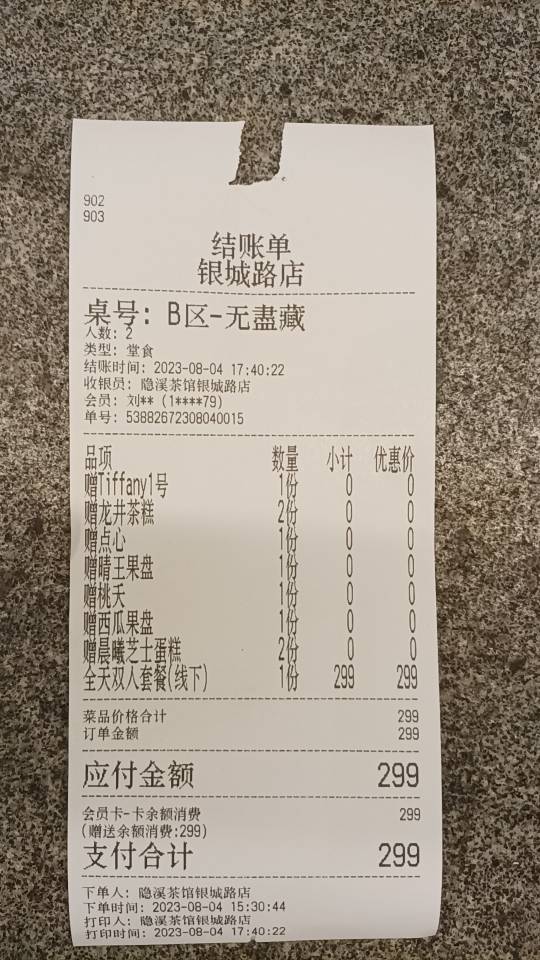 902
903
结账单
银城路店
桌号: B区-无盡藏
人数: 2
类型: 堂食
结账时间: 2023-08-04 17:40:22
收银员: 隐溪茶馆银城路店
会员: 刘** (1****79)
单号: 53882672308040015
品项 数量 小计 优惠价
赠Tiffany1号 1份 0 0
赠龙井茶糕 2份 0 0
赠点心 1份 0 0
赠晴王果盘 1份 0 0
赠桃夭 1份 0 0
赠西瓜果盘 1份 0 0
赠晨曦芝士蛋糕 2份 0 0
全天双人套餐(线下) 1份 299 299
菜品价格合计 299
订单金额 299
应付金额 299
会员卡-卡余额消费 299
(赠送余额消费:299)
支付合计 299
下单人: 隐溪茶馆银城路店
下单时间: 2023-08-04 15:30:44
打印人: 隐溪茶馆银城路店
打印时间: 2023-08-04 17:40:22